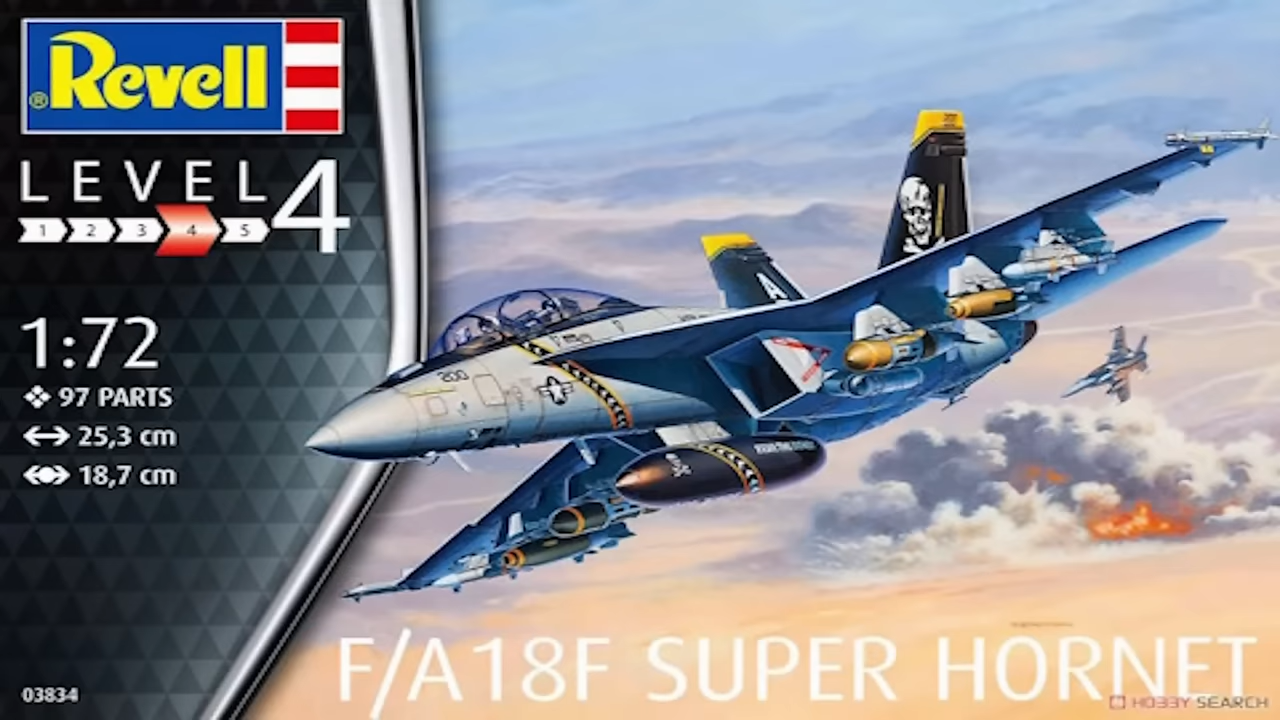 ® Revell
LEVEL 4
1 2 3 4 5
1:72
97 PARTS
25,3 cm
18,7 cm
03834
200
A
F/A18F SUPER HORNET
HOBBY SEARCH